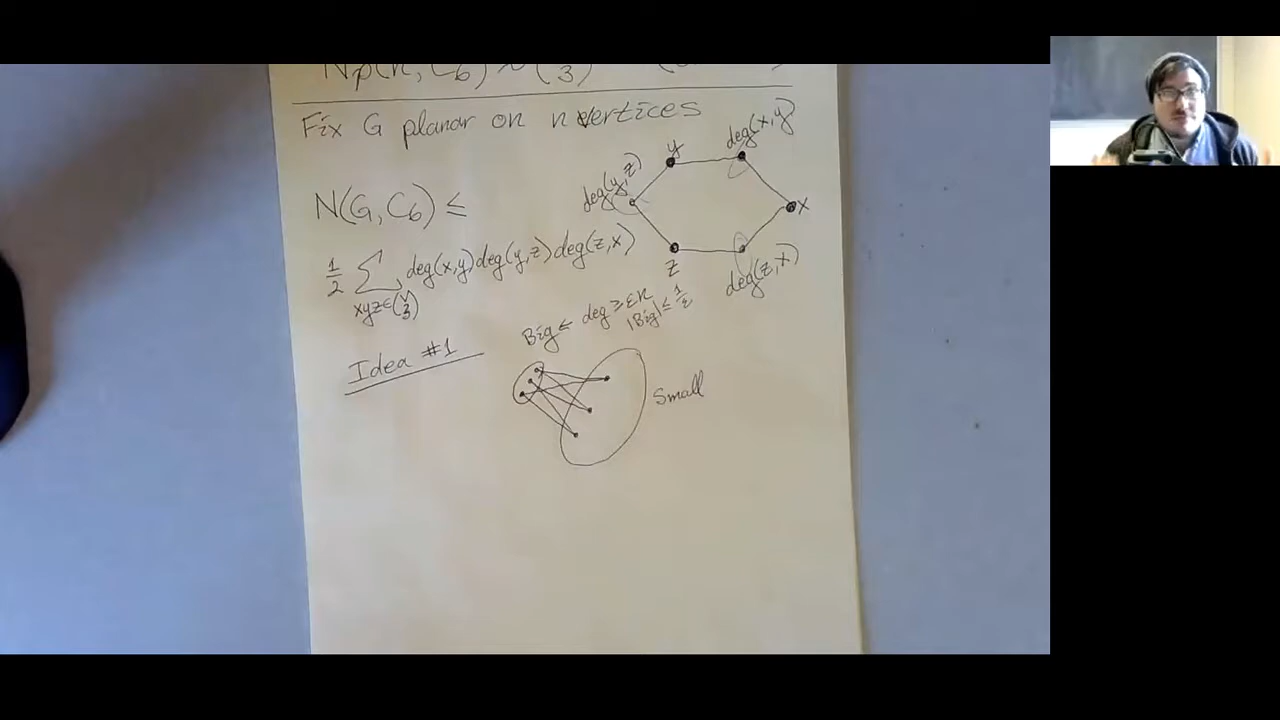 Fix G planar on n vertices
deg(x,y)
y
deg(y,z)
N(G, C₆) ≤
x
1/2 ∑ deg(x,y)deg(y,z)deg(z,x)
xyz∈(V 3)
z
deg(z,x)
Big ← deg ≥ εn
|Big| ≤ 1/ε
Idea #1
Small